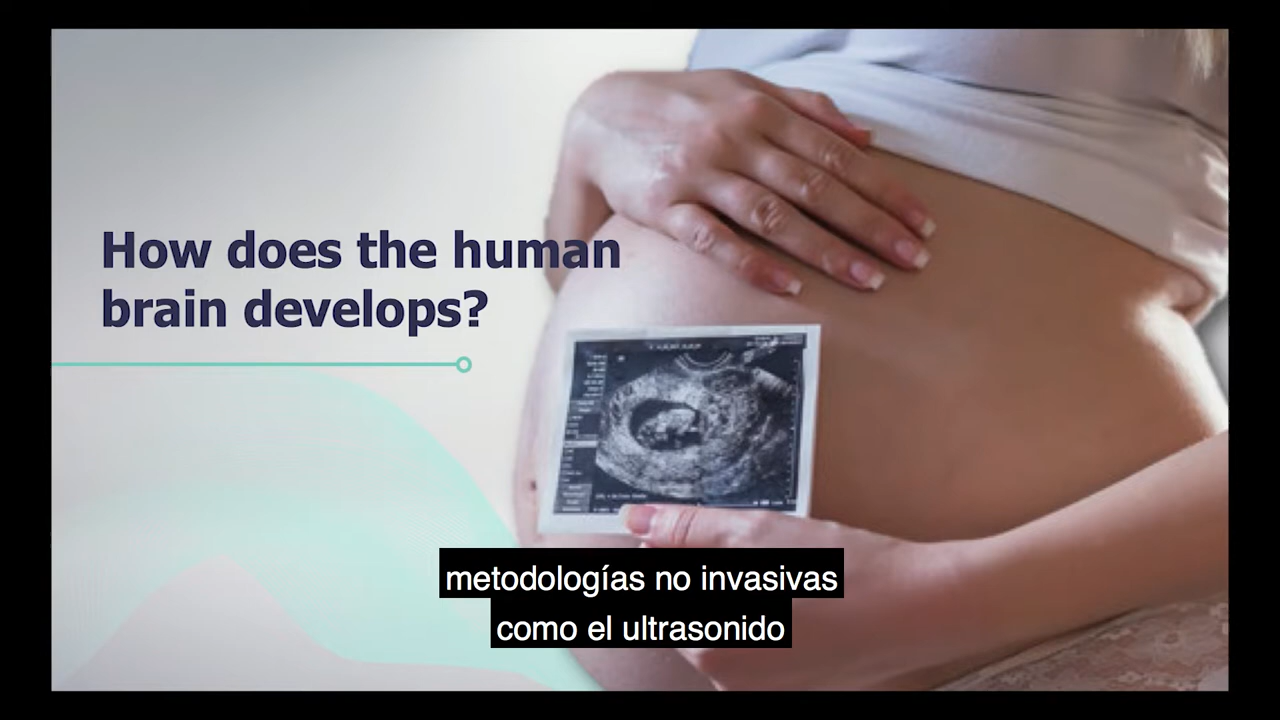 How does the human
brain develops?
metodologías no invasivas
como el ultrasonido